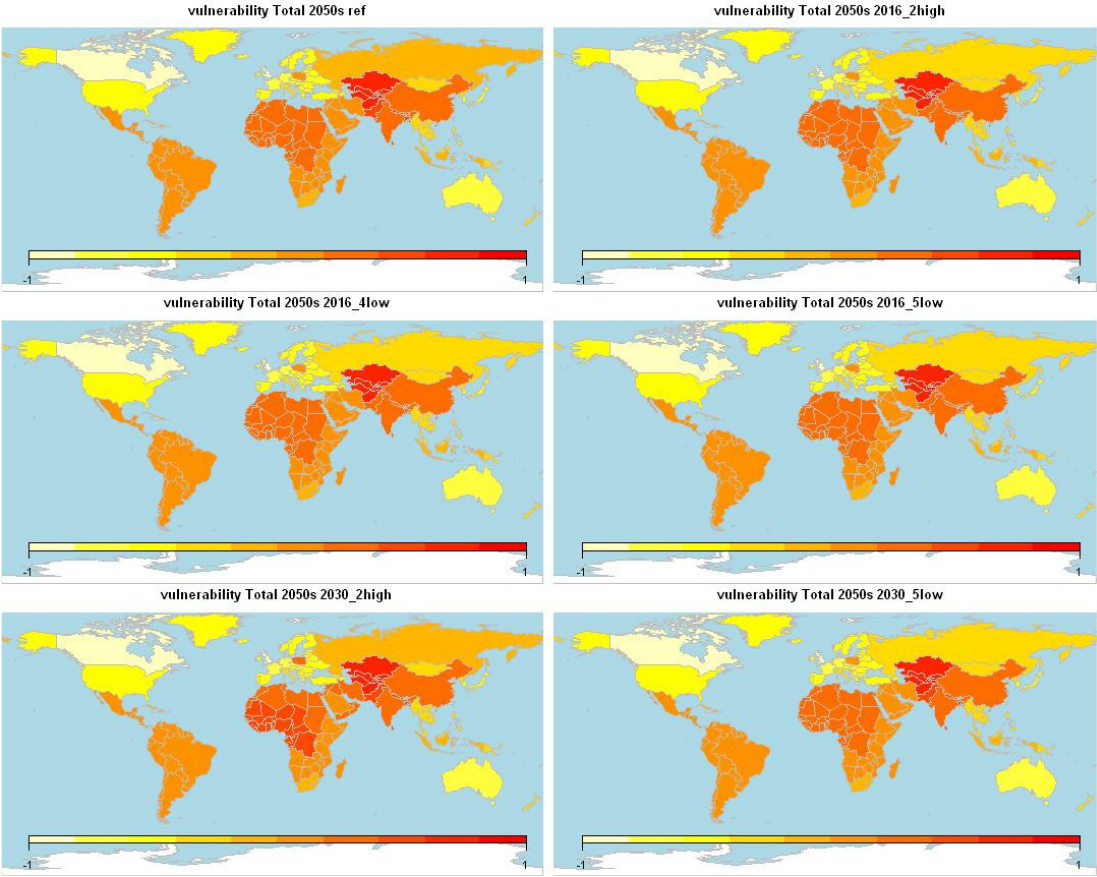 vulnerability Total 2050s ref
vulnerability Total 2050s 2016_2high
-1 1
-1 1
vulnerability Total 2050s 2016_4low
vulnerability Total 2050s 2016_5low
-1 1
-1 1
vulnerability Total 2050s 2030_2high
vulnerability Total 2050s 2030_5low
-1 1
-1 1